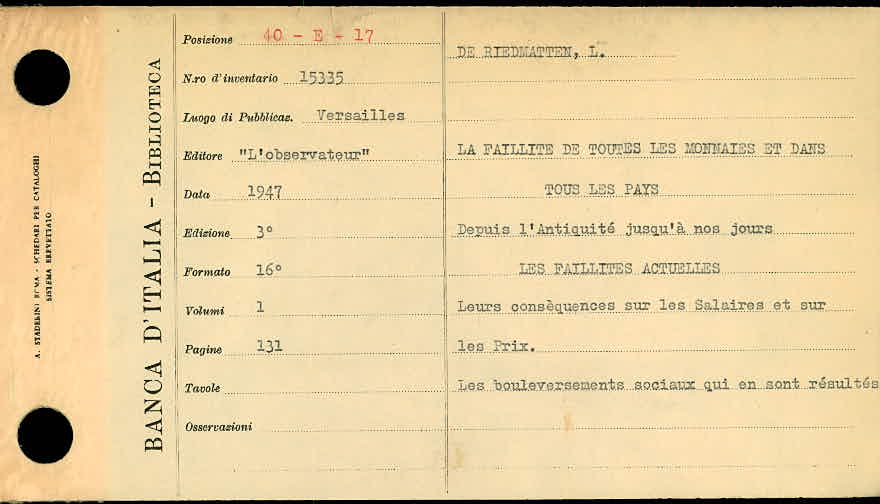 A. STADERINI ROMA - SCHEDARI PER CATALOGHI
SISTEMA BREVETTATO
BANCA D'ITALIA - BIBLIOTECA
Posizione 40 - E - 17
N.ro d'inventario 15335
Luogo di Pubblicaz. Versailles
Editore "L'observateur"
Data 1947
Edizione 3°
Formato 16°
Volumi 1
Pagine 131
Tavole
Osservazioni
DE RIEDMATTEN, L.
LA FAILLITE DE TOUTES LES MONNAIES ET DANS
TOUS LES PAYS
Depuis l'Antiquité jusqu'à nos jours
LES FAILLITES ACTUELLES
Leurs consèquences sur les Salaires et sur
les Prix.
Les bouleversements sociaux qui en sont résultés